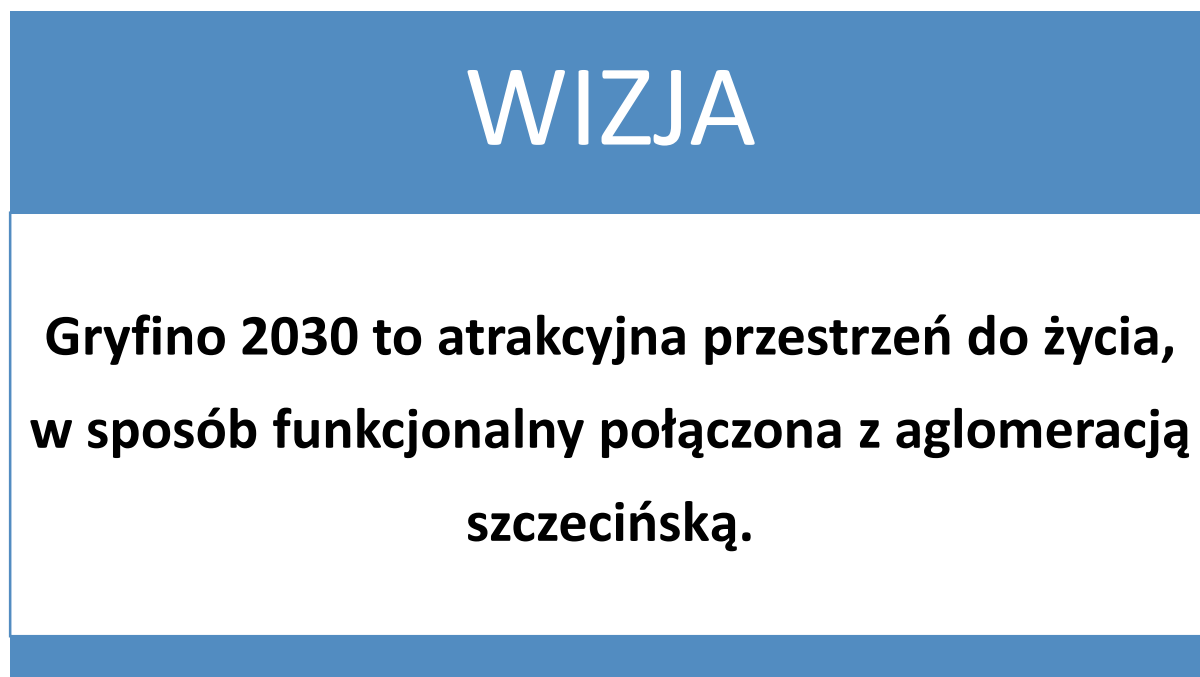 WIZJA
Gryfino 2030 to atrakcyjna przestrzeń do życia,
w sposób funkcjonalny połączona z aglomeracją
szczecińską.